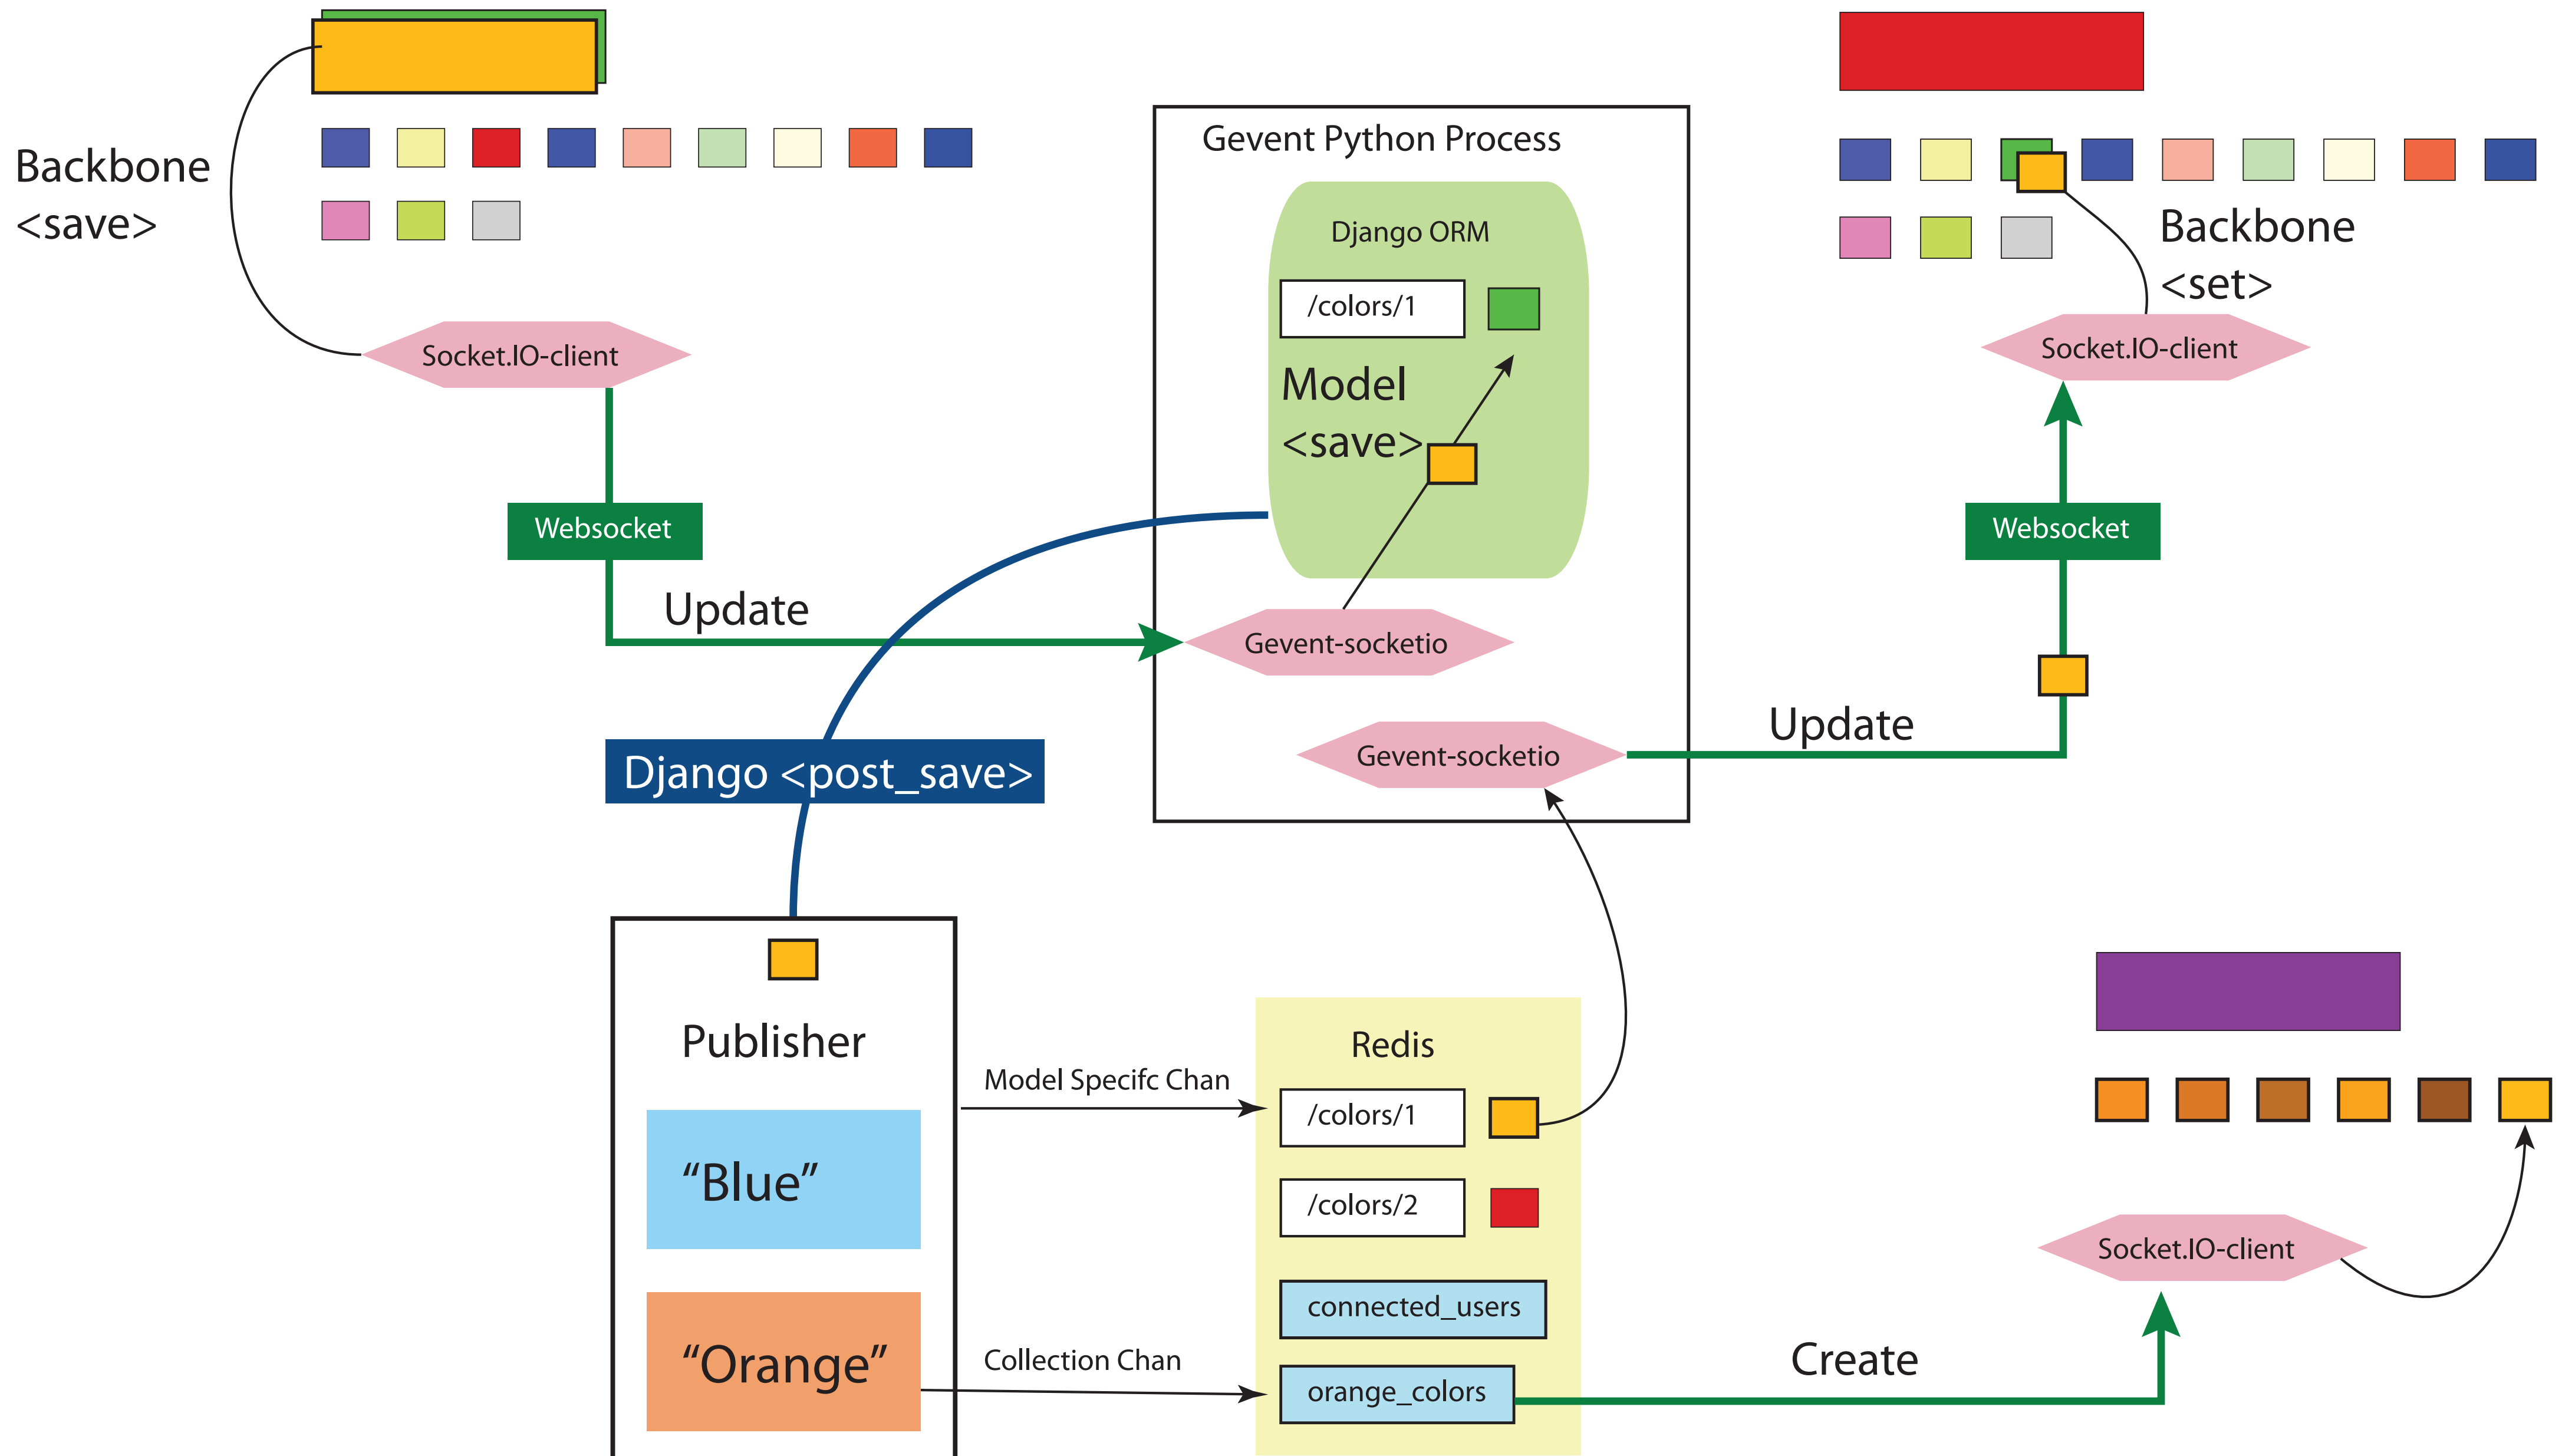 Backbone
<save>
Socket.IO-client
Websocket
Update
Django <post_save>
Gevent Python Process
Django ORM
/colors/1
Model
<save>
Gevent-socketio
Gevent-socketio
Update
Websocket
Socket.IO-client
Backbone
<set>
Publisher
“Blue”
“Orange”
Model Specifc Chan
Collection Chan
Redis
/colors/1
/colors/2
connected_users
orange_colors
Create
Socket.IO-client